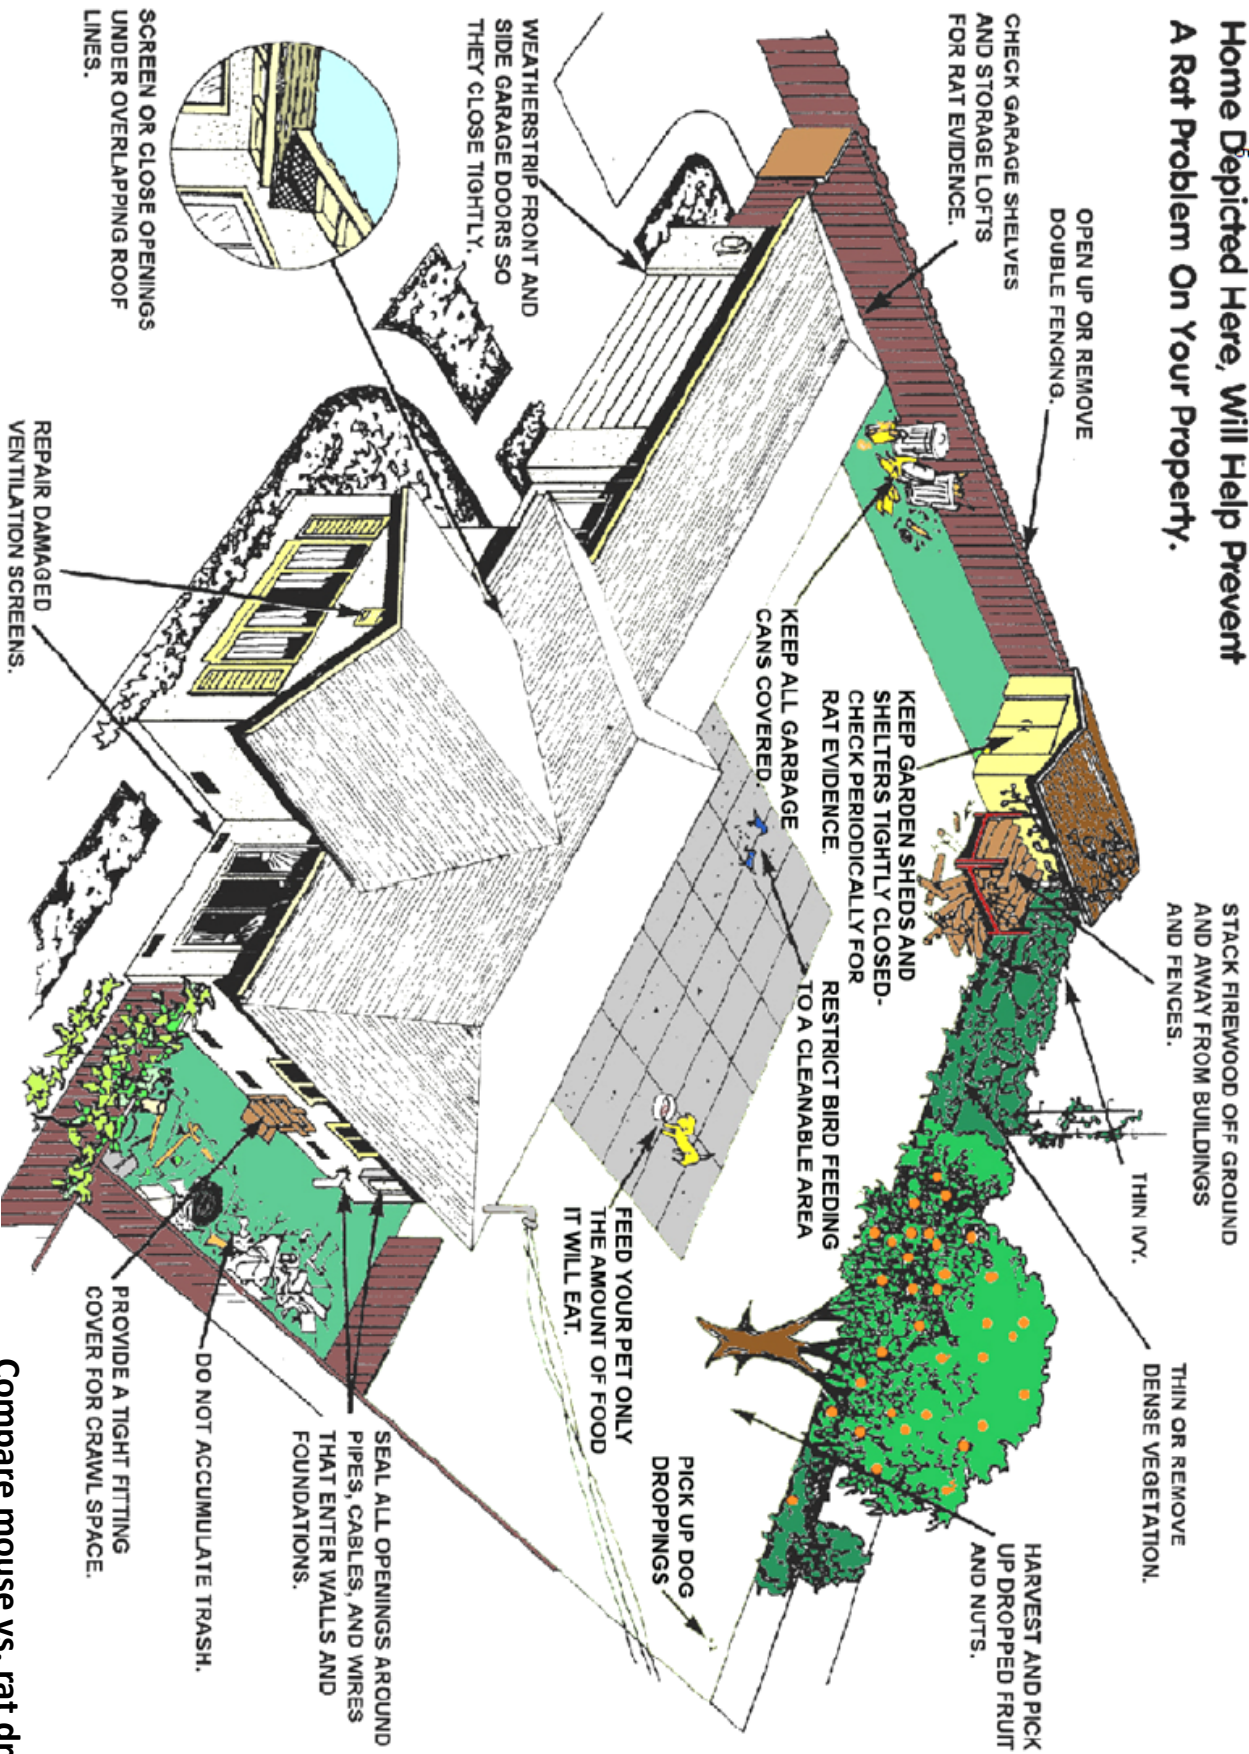 Home Depicted Here, Will Help Prevent
A Rat Problem On Your Property.
CHECK GARAGE SHELVES
AND STORAGE LOFTS
FOR RAT EVIDENCE.
OPEN UP OR REMOVE
DOUBLE FENCING.
STACK FIREWOOD OFF GROUND
AND AWAY FROM BUILDINGS
AND FENCES.
THIN IVY.
THIN OR REMOVE
DENSE VEGETATION.
HARVEST AND PICK
UP DROPPED FRUIT
AND NUTS.
WEATHERSTRIP FRONT AND
SIDE GARAGE DOORS SO
THEY CLOSE TIGHTLY.
KEEP ALL GARBAGE
CANS COVERED.
KEEP GARDEN SHEDS AND
SHELTERS TIGHTLY CLOSED-
CHECK PERIODICALLY FOR
RAT EVIDENCE.
RESTRICT BIRD FEEDING
TO A CLEANABLE AREA
FEED YOUR PET ONLY
THE AMOUNT OF FOOD
IT WILL EAT.
PICK UP DOG
DROPPINGS
SCREEN OR CLOSE OPENINGS
UNDER OVERLAPPING ROOF
LINES.
REPAIR DAMAGED
VENTILATION SCREENS.
SEAL ALL OPENINGS AROUND
PIPES, CABLES, AND WIRES
THAT ENTER WALLS AND
FOUNDATIONS.
DO NOT ACCUMULATE TRASH.
PROVIDE A TIGHT FITTING
COVER FOR CRAWL SPACE.
Compare mouse vs. rat